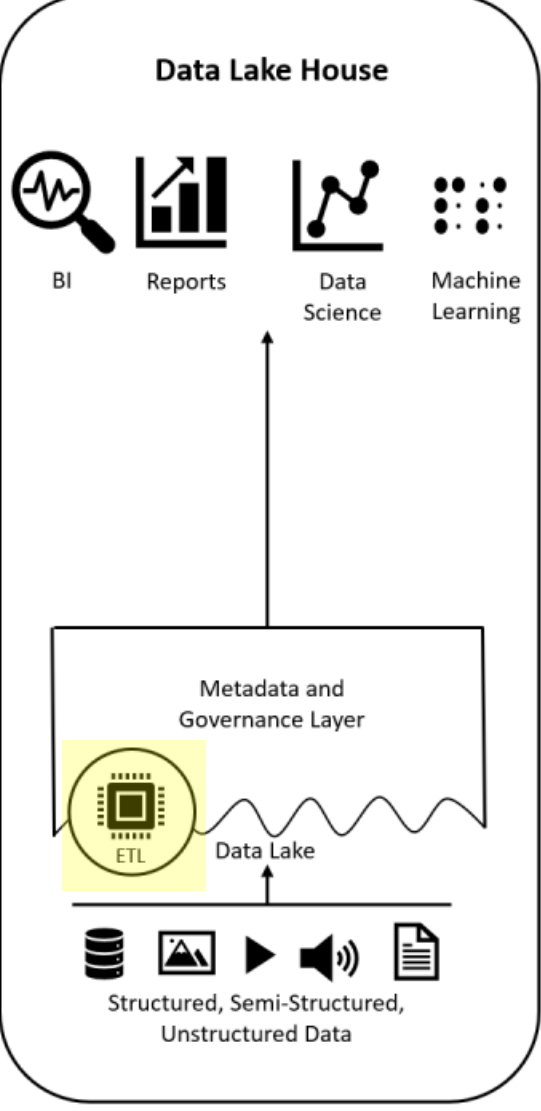 Data Lake House
BI
Reports
Data
Science
Machine
Learning
Metadata and
Governance Layer
ETL
Data Lake
Structured, Semi-Structured,
Unstructured Data